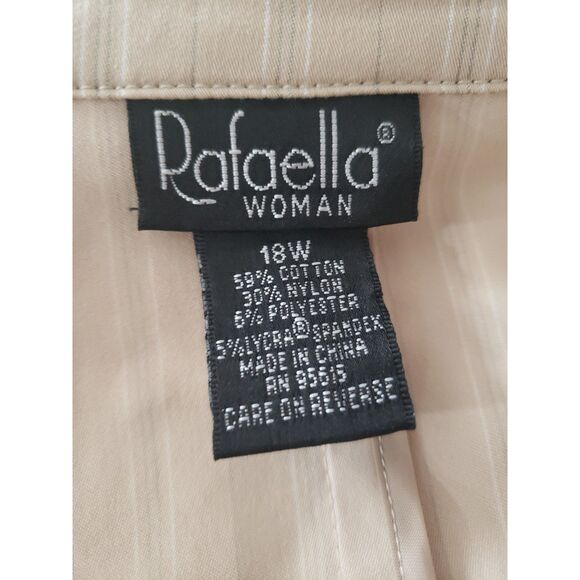 Rafaella®
WOMAN
18W
59% COTTON
30% NYLON
6% POLYESTER
5% LYCRA® SPANDEX
MADE IN CHINA
RN 95615
CARE ON REVERSE